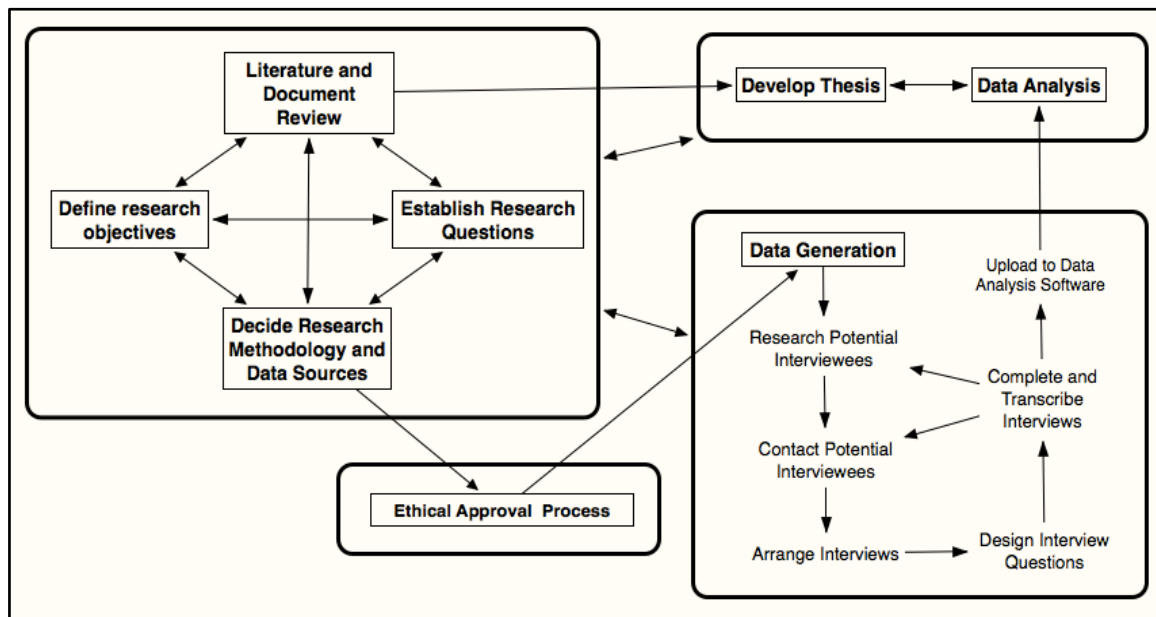 Literature and
Document
Review
Define research
objectives
Establish Research
Questions
Decide Research
Methodology and
Data Sources
Ethical Approval Process
Develop Thesis
Data Analysis
Data Generation
Research Potential
Interviewees
Contact Potential
Interviewees
Arrange Interviews
Design Interview
Questions
Complete and
Transcribe
Interviews
Upload to Data
Analysis Software